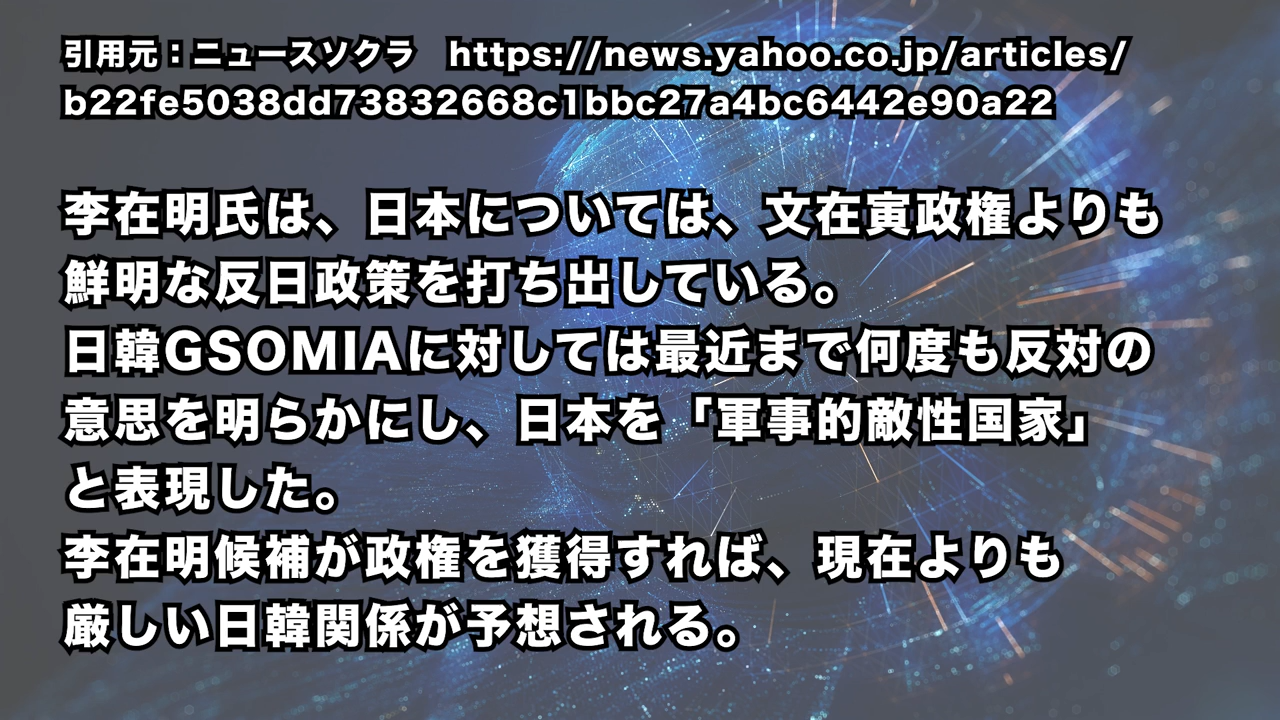 引用元：ニュースソクラ　https://news.yahoo.co.jp/articles/
b22fe5038dd73832668c1bbc27a4bc6442e90a22
李在明氏は、日本については、文在寅政権よりも
鮮明な反日政策を打ち出している。
日韓GSOMIAに対しては最近まで何度も反対の
意思を明らかにし、日本を「軍事的敵性国家」
と表現した。
李在明候補が政権を獲得すれば、現在よりも
厳しい日韓関係が予想される。